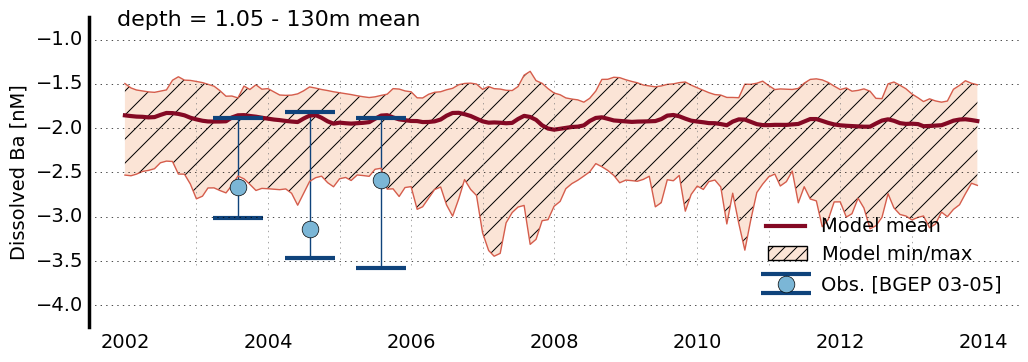 depth = 1.05 - 130m mean
Dissolved Ba [nM]
−1.0
−1.5
−2.0
−2.5
−3.0
−3.5
−4.0
Model mean
Model min/max
Obs. [BGEP 03-05]
2002 2004 2006 2008 2010 2012 2014